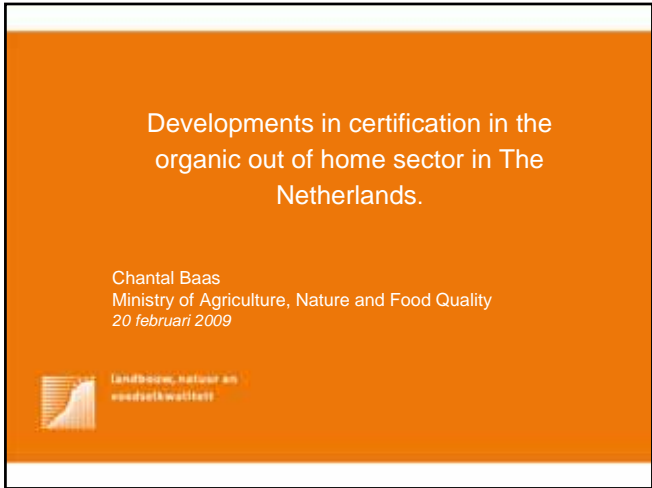 Developments in certification in the
organic out of home sector in The
Netherlands.
Chantal Baas
Ministry of Agriculture, Nature and Food Quality
20 februari 2009
landbouw, natuur en
voedselkwaliteit